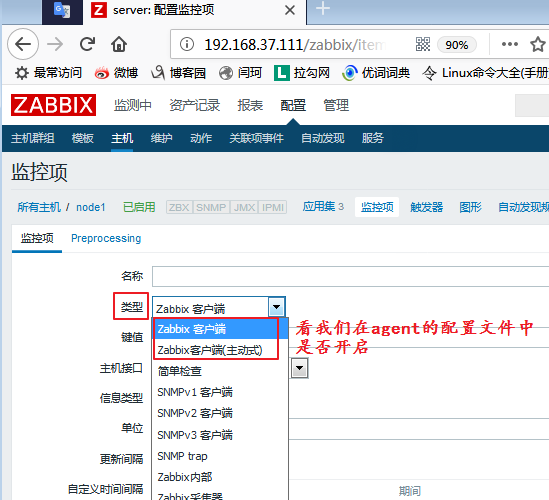 server: 配置监控项
192.168.37.111/zabbix/item
90%
最常访问 微博 博客园 闫珂 拉勾网 优词词典 Linux命令大全(手册
ZABBIX 监测中 资产记录 报表 配置 管理
主机群组 模板 主机 维护 动作 关联项事件 自动发现 服务
监控项
所有主机 / node1 已启用 ZBX SNMP JMX IPMI 应用集 3 监控项 触发器 图形 自动发现规
监控项 Preprocessing
名称
类型 Zabbix 客户端
Zabbix 客户端
看我们在agent的配置文件中
键值
Zabbix客户端(主动式)
是否开启
主机接口
简单检查
信息类型
SNMPv1 客户端
SNMPv2 客户端
单位
SNMPv3 客户端
更新间隔
SNMP trap
Zabbix内部
自定义时间间隔
Zabbix采集器
期间